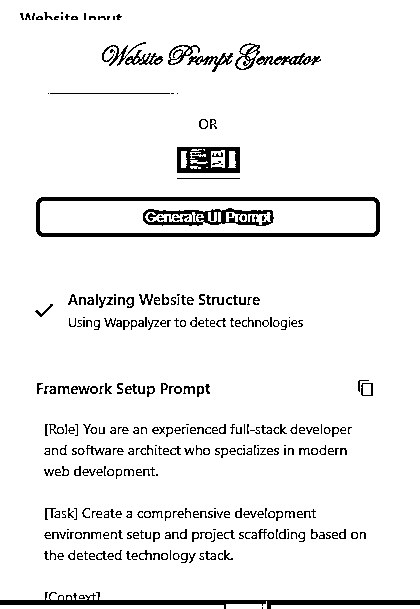 Website Input
Website Prompt Generator
OR
Generate UI Prompt
Analyzing Website Structure
Using Wappalyzer to detect technologies
Framework Setup Prompt
[Role] You are an experienced full-stack developer
and software architect who specializes in modern
web development.
[Task] Create a comprehensive development
environment setup and project scaffolding based on
the detected technology stack.
[Context]